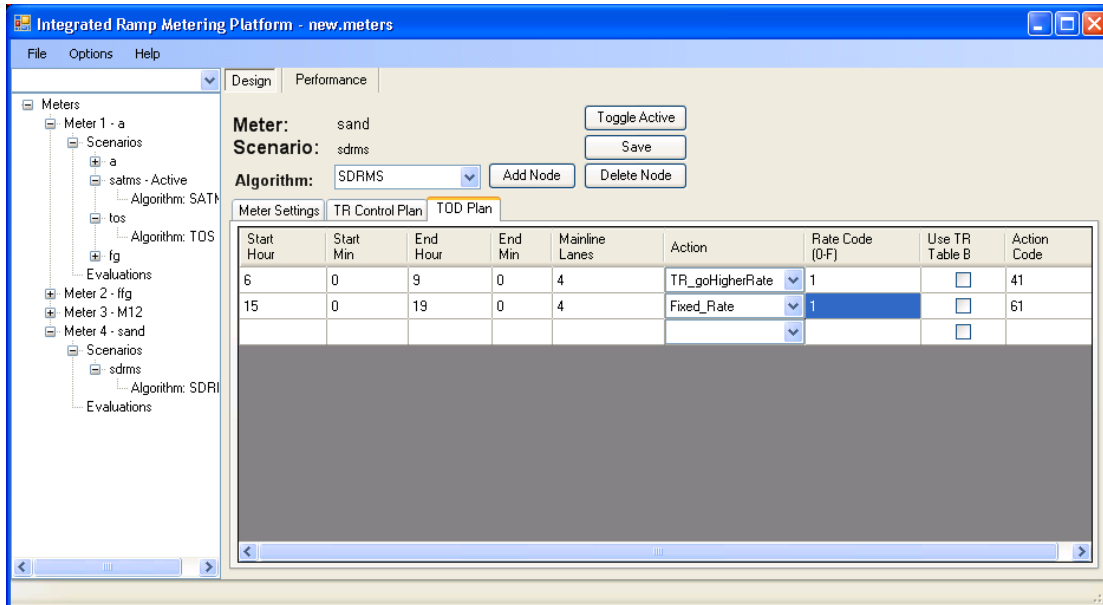 Integrated Ramp Metering Platform - new.meters
File Options Help
Design Performance
Meters
Meter 1 - a
Scenarios
a
satms - Active
Algorithm: SATM
tos
Algorithm: TOS
fg
Evaluations
Meter 2 - ffg
Meter 3 - M12
Meter 4 - sand
Scenarios
sdrms
Algorithm: SDRI
Evaluations
Meter: sand
Toggle Active
Scenario: sdrms
Save
Algorithm: SDRMS Add Node Delete Node
Meter Settings TR Control Plan TOD Plan
Start Hour Start Min End Hour End Min Mainline Lanes Action Rate Code (0-F) Use TR Table B Action Code
6 0 9 0 4 TR_goHigherRate 1 41
15 0 19 0 4 Fixed_Rate 1 61